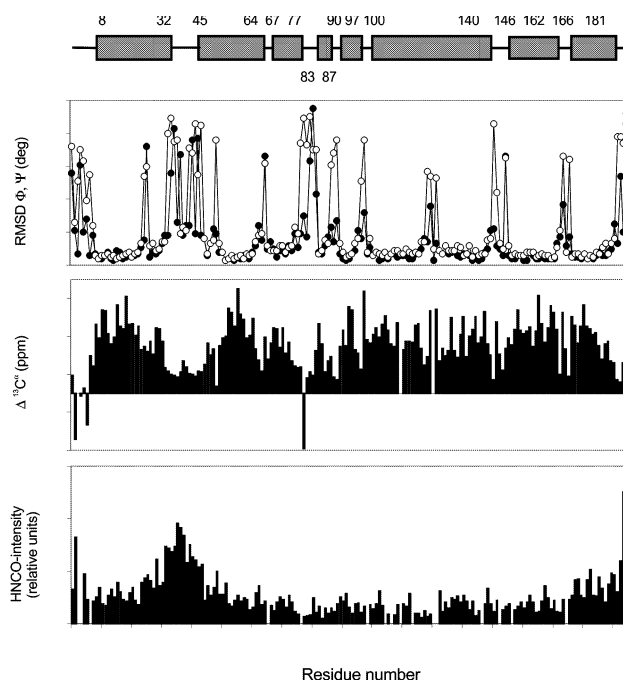 8 32 45 64 67 77 90 97 100 140 146 162 166 181
83 87
RMSD Φ, Ψ (deg)
Δ ¹³Cᵅ (ppm)
HNCO-intensity
(relative units)
Residue number